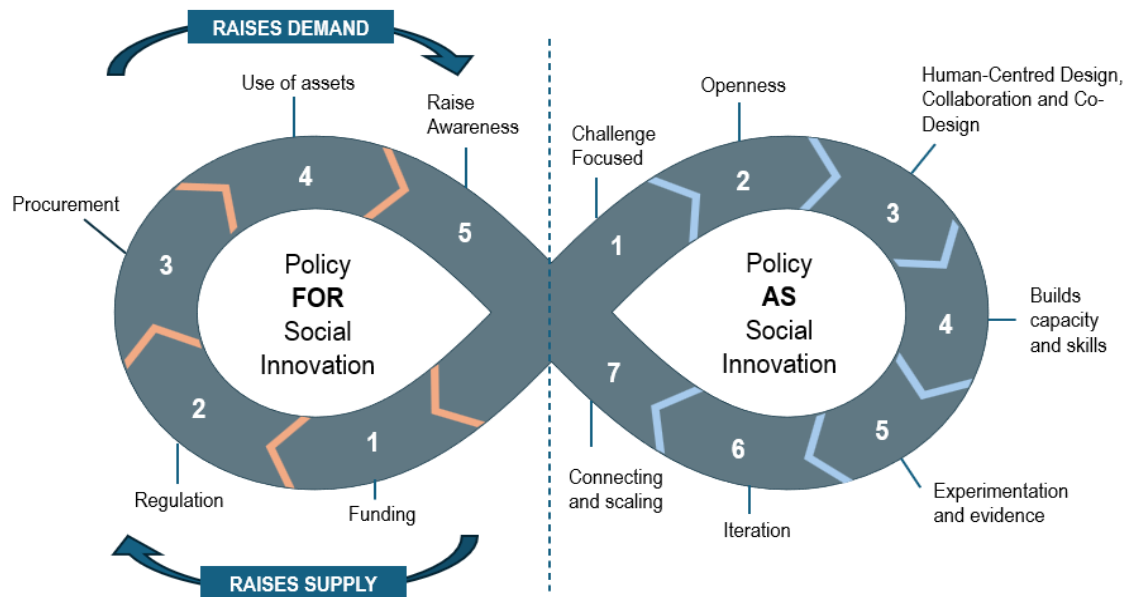 RAISES DEMAND
Use of assets
Raise
Awareness
Procurement
4
5
3
Policy
FOR
Social
Innovation
2
1
Regulation
Funding
RAISES SUPPLY
Openness
Human-Centred Design,
Collaboration and Co-
Design
Challenge
Focused
2
3
1
Policy
AS
Social
Innovation
4
Builds
capacity
and skills
7
6
5
Connecting
and scaling
Iteration
Experimentation
and evidence